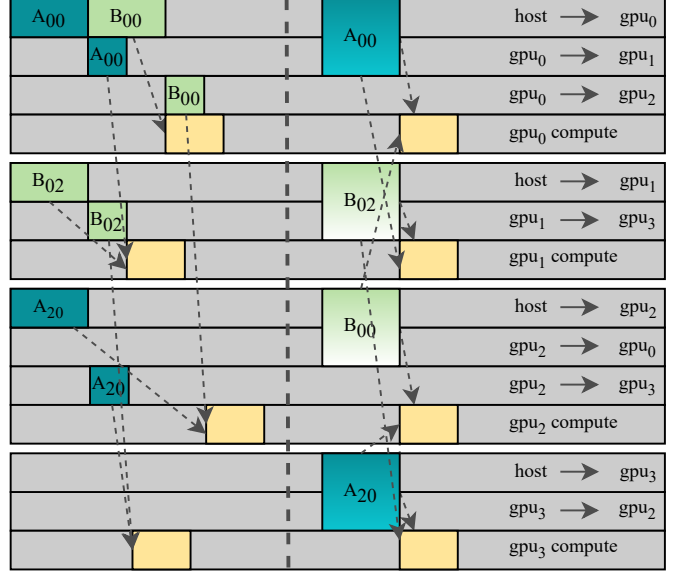 A00 B00 A00 host gpu0
A00 gpu0 gpu1
B00 gpu0 gpu2
gpu0 compute
B02 B02 host gpu1
B02 gpu1 gpu3
gpu1 compute
A20 B00 host gpu2
gpu2 gpu0
A20 gpu2 gpu3
gpu2 compute
A20 host gpu3
gpu3 gpu2
gpu3 compute